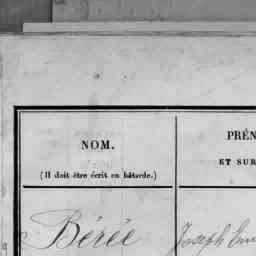 NOM.
(Il doit être écrit en bâtarde.)
PRÉN
ET SUR
Bérée
Joseph